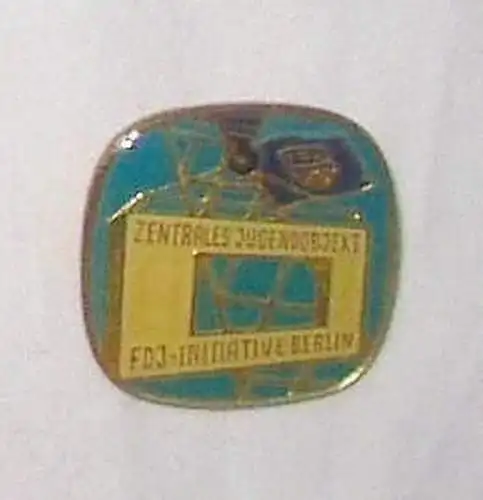 ZENTRALES JUGENDOBJEKT
FDJ-INITIATIVE BERLIN